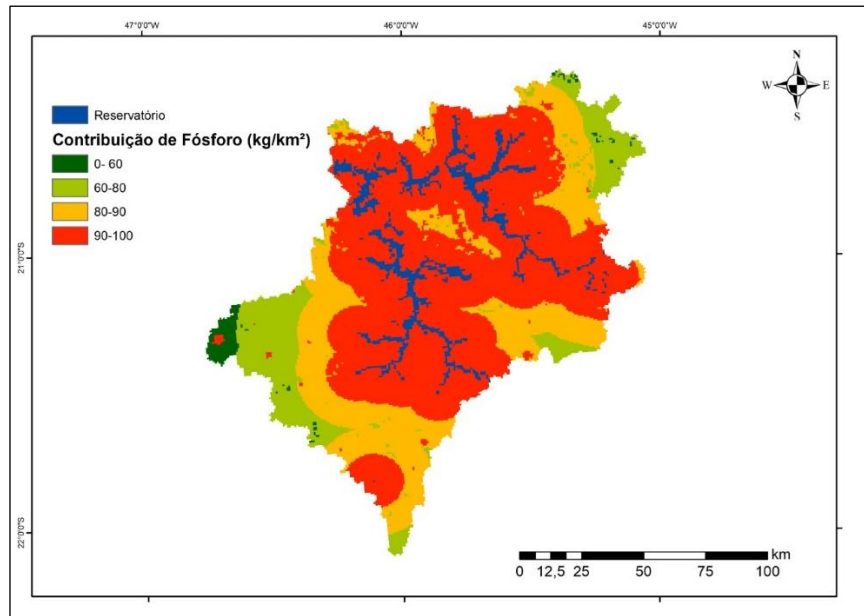 47°0'0"W
46°0'0"W
45°0'0"W
N
W E
S
Reservatório
Contribuição de Fósforo (kg/km²)
0- 60
60-80
80-90
90-100
21°0'0"S
22°0'0"S
km
0 12,5 25 50 75 100